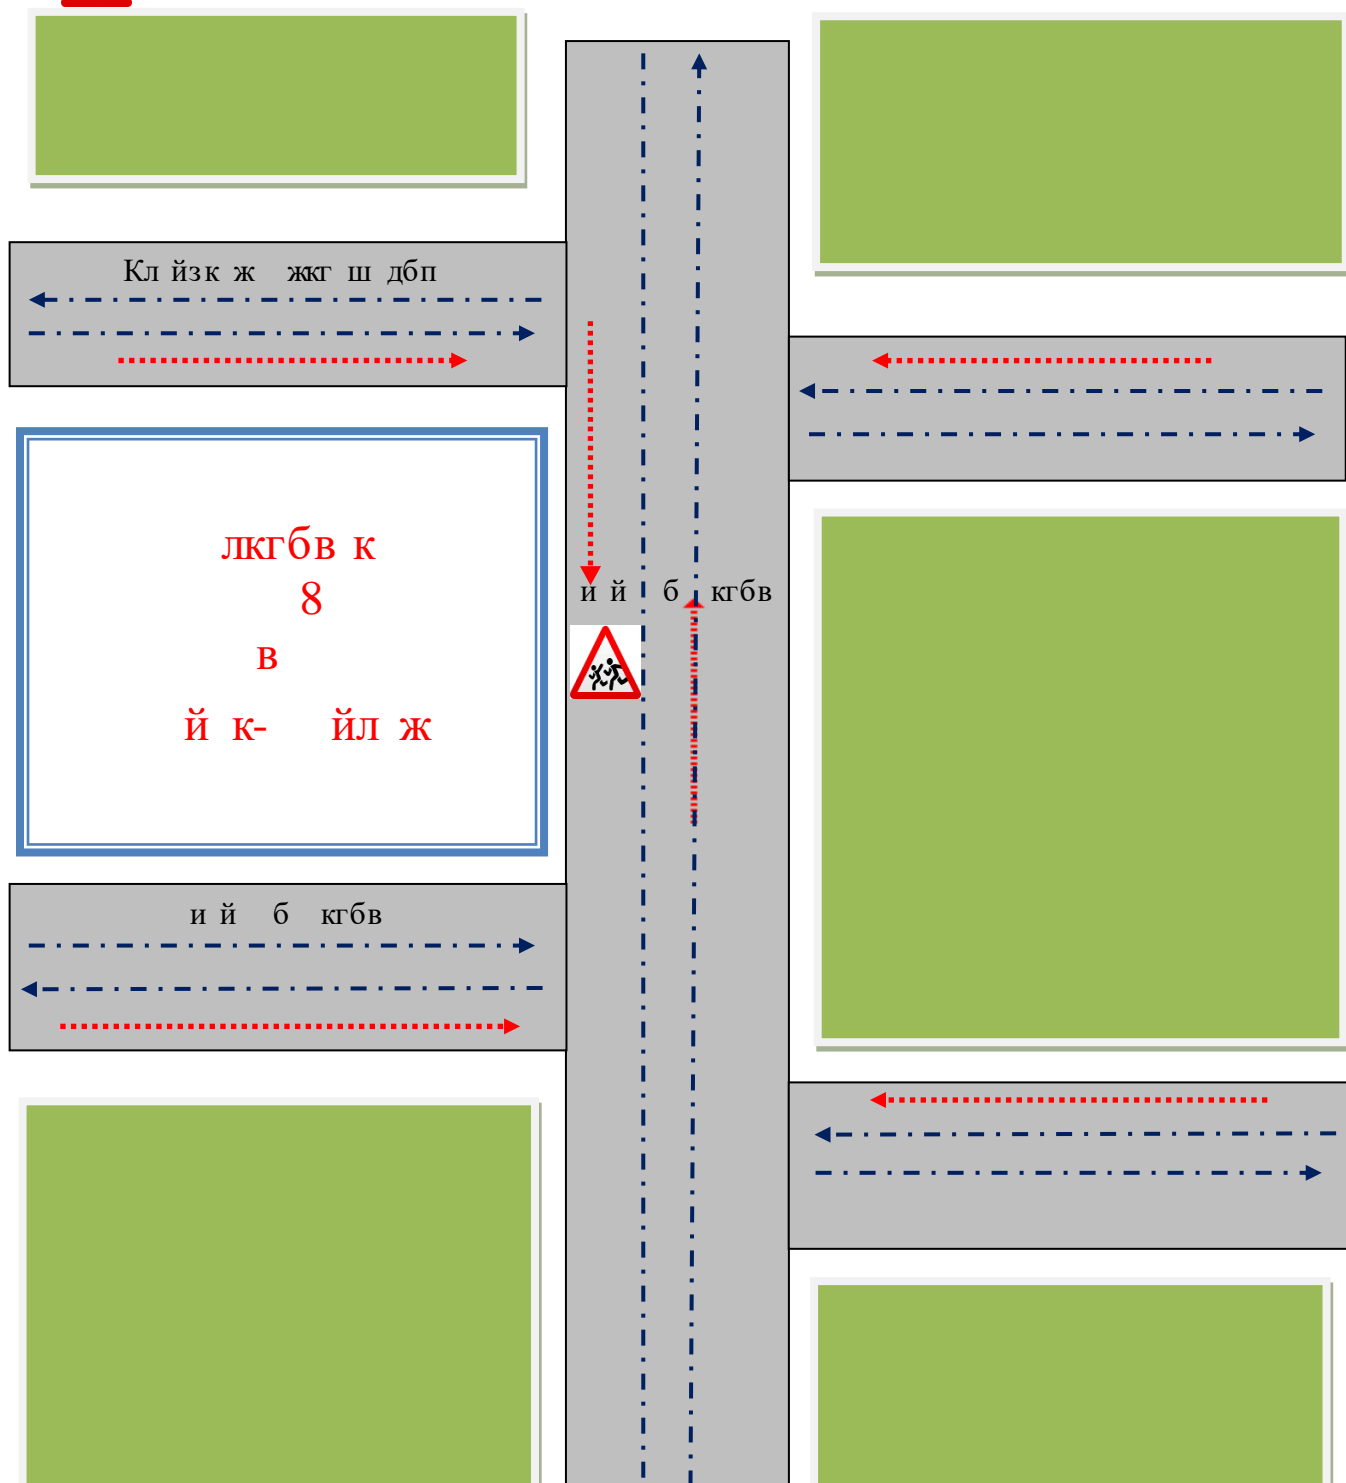 Кл йзк ж жкг ш дбп
лкгбв к
8
в
й к- йл ж
и й б кгбв
и й б кгбв